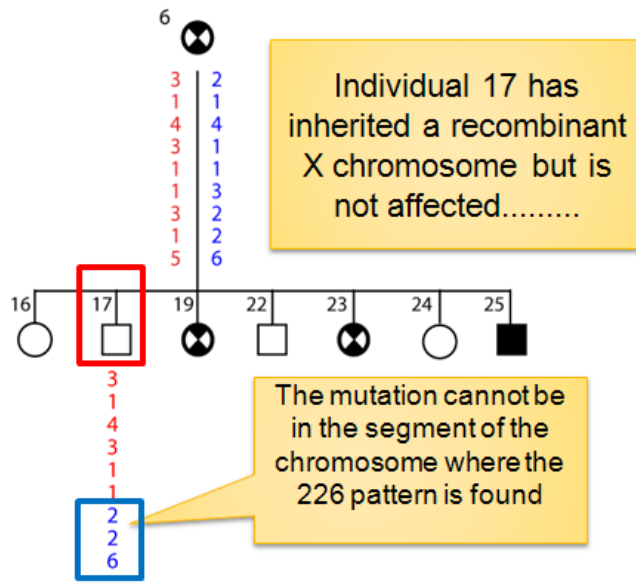 6
Individual 17 has
inherited a recombinant
X chromosome but is
not affected.........
3 2
1 1
4 4
3 1
1 1
1 3
3 2
1 2
5 6
16 17 19 22 23 24 25
3
1
4
3
1
1
2
2
6
The mutation cannot be
in the segment of the
chromosome where the
226 pattern is found